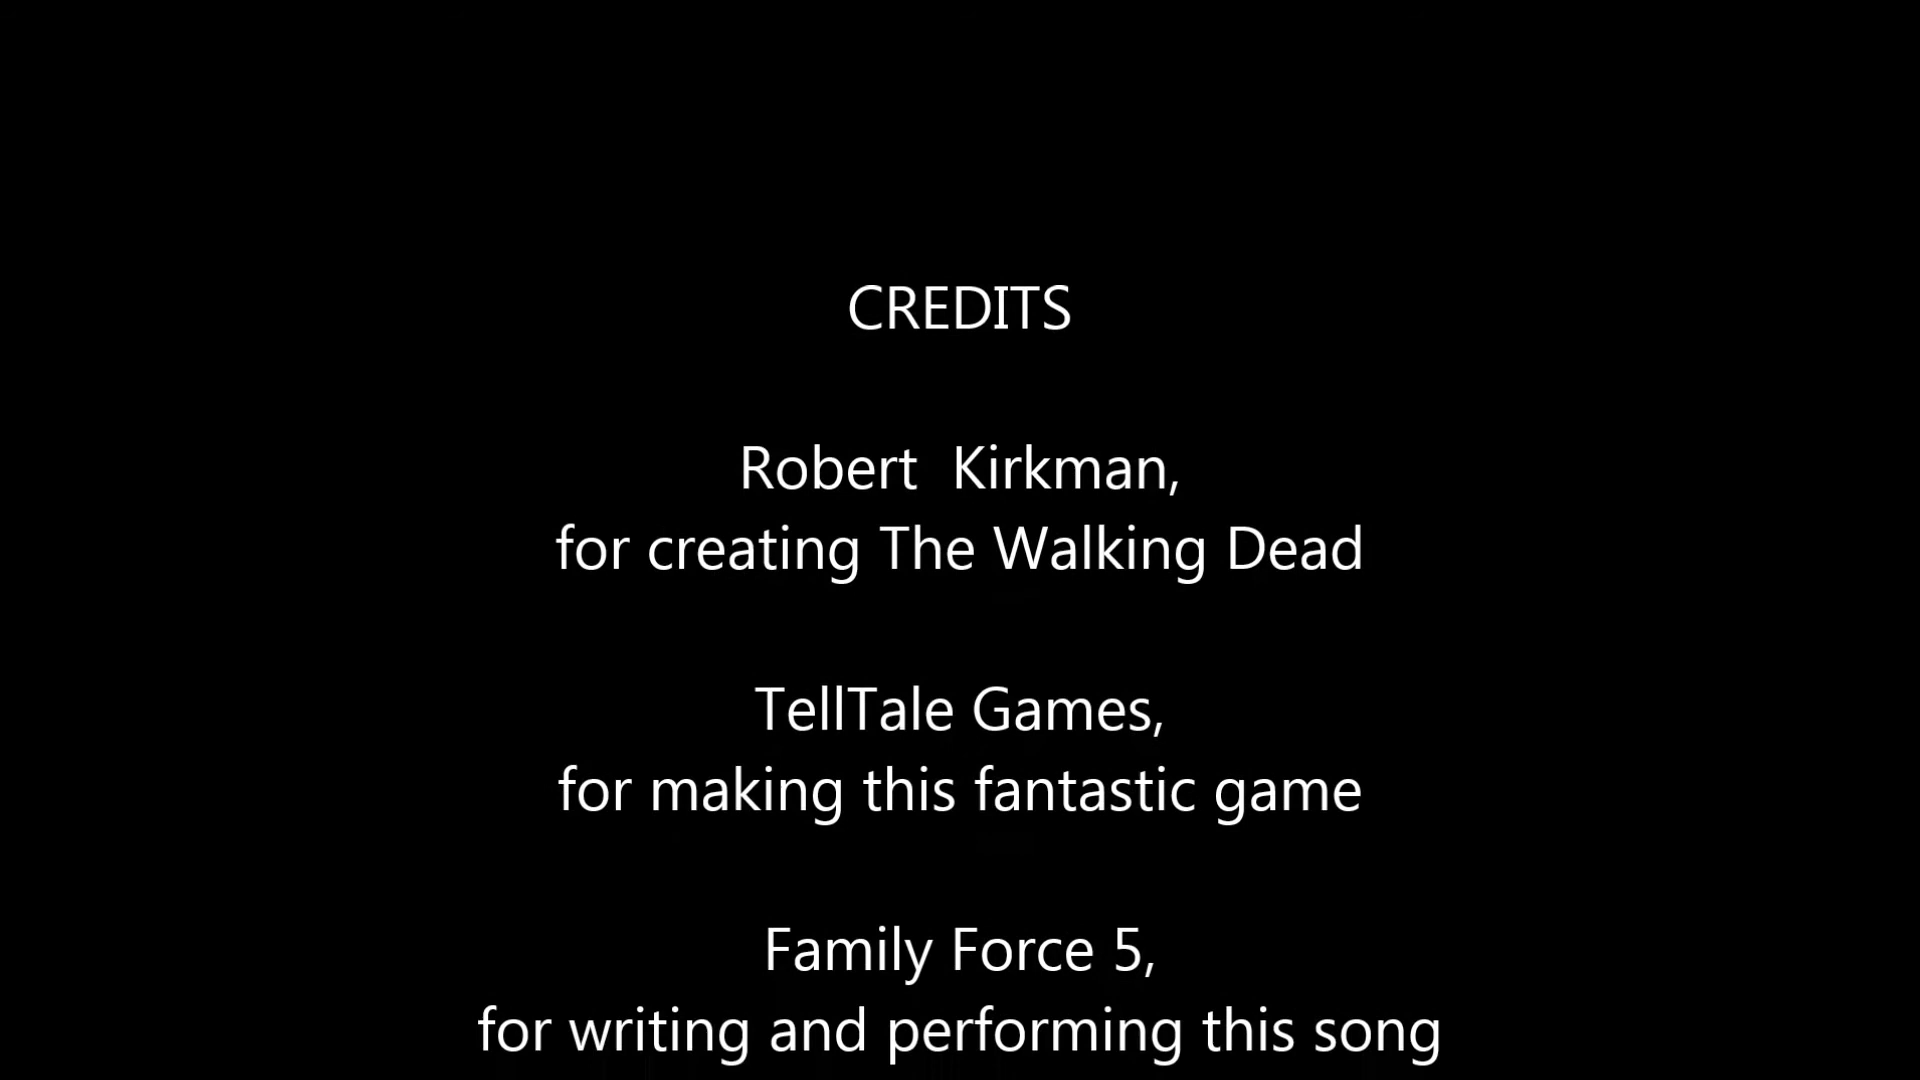 CREDITS
Robert  Kirkman,
for creating The Walking Dead
TellTale Games,
for making this fantastic game
Family Force 5,
for writing and performing this song